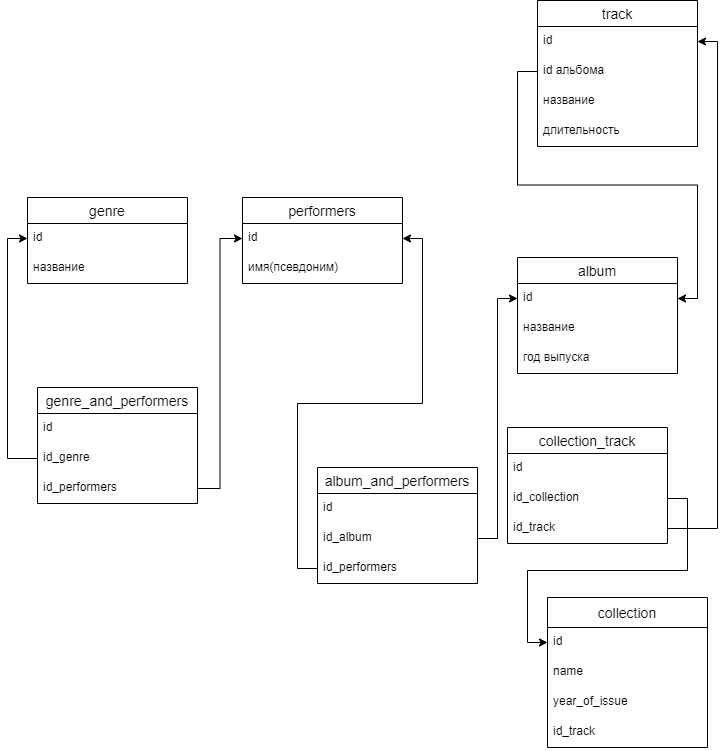 track
id
id альбома
название
длительность
genre
id
название
performers
id
имя(псевдоним)
album
id
название
год выпуска
genre_and_performers
id
id_genre
id_performers
album_and_performers
id
id_album
id_performers
collection_track
id
id_collection
id_track
collection
id
name
year_of_issue
id_track